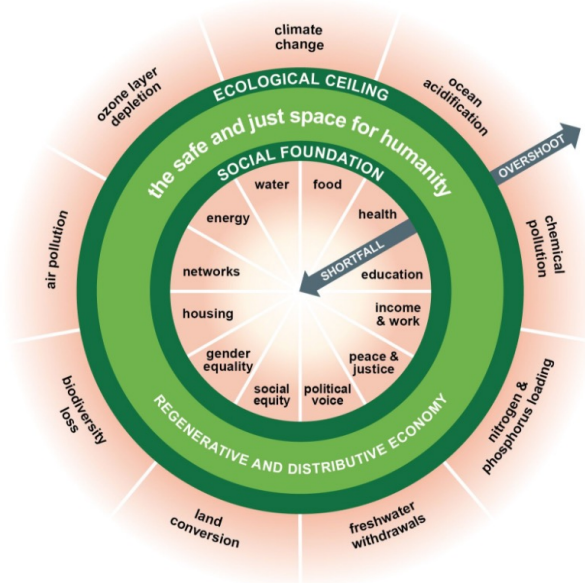 climate
change
ozone layer
depletion
ocean
acidification
ECOLOGICAL CEILING
the safe and just space for humanity
OVERSHOOT
SOCIAL FOUNDATION
water
food
energy
health
SHORTFALL
air pollution
chemical
pollution
networks
education
housing
income
& work
gender
equality
peace &
justice
social
equity
political
voice
biodiversity
loss
nitrogen &
phosphorus loading
REGENERATIVE AND DISTRIBUTIVE ECONOMY
land
conversion
freshwater
withdrawals